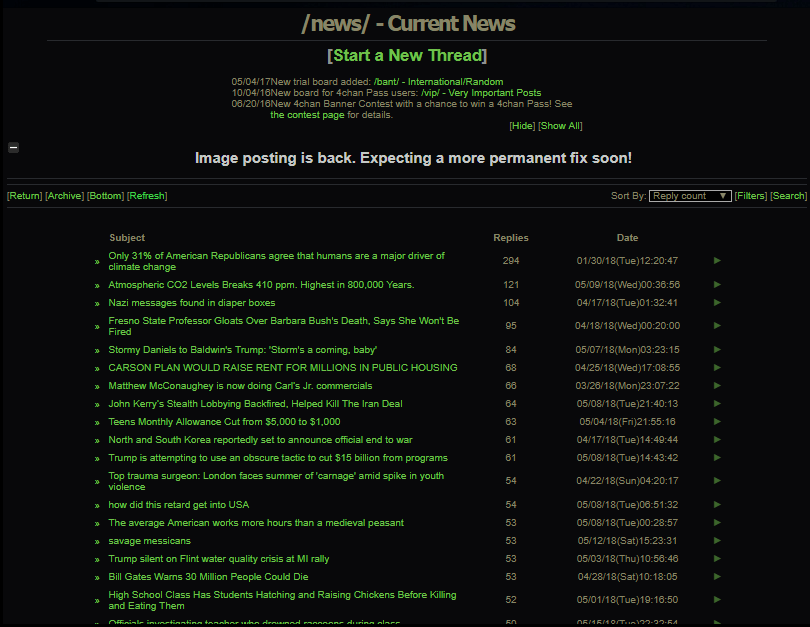 /news/ - Current News
[Start a New Thread]
05/04/17New trial board added: /bant/ - International/Random
10/04/16New board for 4chan Pass users: /vip/ - Very Important Posts
06/20/16New 4chan Banner Contest with a chance to win a 4chan Pass! See
the contest page for details.
[Hide] [Show All]
Image posting is back. Expecting a more permanent fix soon!
[Return] [Archive] [Bottom] [Refresh] Sort By: Reply count ▼ [Filters] [Search]
Subject Replies Date
» Only 31% of American Republicans agree that humans are a major driver of
climate change 294 01/30/18(Tue)12:20:47 ►
» Atmospheric CO2 Levels Breaks 410 ppm. Highest in 800,000 Years. 121 05/09/18(Wed)00:36:56 ►
» Nazi messages found in diaper boxes 104 04/17/18(Tue)01:32:41 ►
» Fresno State Professor Gloats Over Barbara Bush's Death, Says She Won't Be
Fired 95 04/18/18(Wed)00:20:00 ►
» Stormy Daniels to Baldwin's Trump: 'Storm's a coming, baby' 84 05/07/18(Mon)03:23:15 ►
» CARSON PLAN WOULD RAISE RENT FOR MILLIONS IN PUBLIC HOUSING 68 04/25/18(Wed)17:08:55 ►
» Matthew McConaughey is now doing Carl's Jr. commercials 66 03/26/18(Mon)23:07:22 ►
» John Kerry's Stealth Lobbying Backfired, Helped Kill The Iran Deal 64 05/08/18(Tue)21:40:13 ►
» Teens Monthly Allowance Cut from $5,000 to $1,000 63 05/04/18(Fri)21:55:16 ►
» North and South Korea reportedly set to announce official end to war 61 04/17/18(Tue)14:49:44 ►
» Trump is attempting to use an obscure tactic to cut $15 billion from programs 61 05/08/18(Tue)14:43:42 ►
» Top trauma surgeon: London faces summer of 'carnage' amid spike in youth
violence 54 04/22/18(Sun)04:20:17 ►
» how did this retard get into USA 54 05/08/18(Tue)06:51:32 ►
» The average American works more hours than a medieval peasant 53 05/08/18(Tue)00:28:57 ►
» savage messicans 53 05/12/18(Sat)15:23:31 ►
» Trump silent on Flint water quality crisis at MI rally 53 05/03/18(Thu)10:56:46 ►
» Bill Gates Warns 30 Million People Could Die 53 04/28/18(Sat)10:18:05 ►
» High School Class Has Students Hatching and Raising Chickens Before Killing
and Eating Them 52 05/01/18(Tue)19:16:50 ►
» Officials investigating teacher who drowned raccoons during class 50 05/15/18(Tue)22:32:54 ►